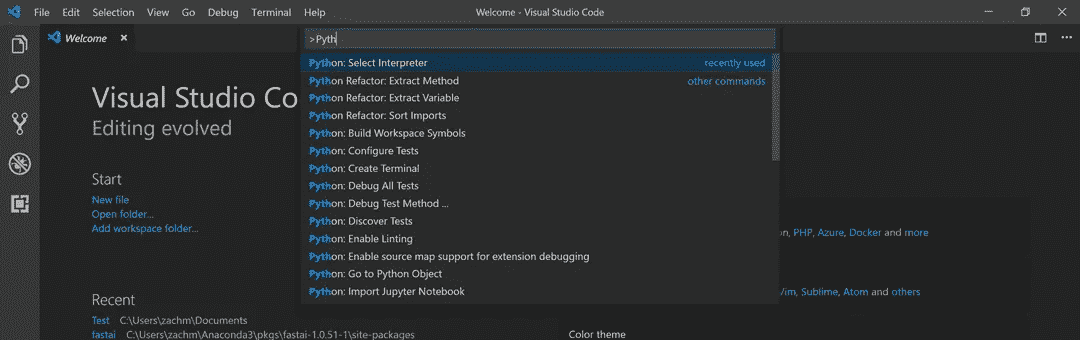 File Edit Selection View Go Debug Terminal Help Welcome - Visual Studio Code
Welcome
>Pyth
Python: Select Interpreter recently used
Python Refactor: Extract Method other commands
Python Refactor: Extract Variable
Python Refactor: Sort Imports
Python: Build Workspace Symbols
Python: Configure Tests
Python: Create Terminal
Python: Debug All Tests
Python: Debug Test Method ...
Python: Discover Tests
Python: Enable Linting
Python: Enable source map support for extension debugging
Python: Go to Python Object
Python: Import Jupyter Notebook
Visual Studio Co
Editing evolved
Start
New file
Open folder...
Add workspace folder...
Recent
Test C:\Users\zachm\Documents
fastai C:\Users\zachm\Anaconda3\pkgs\fastai-1.0.51-1\site-packages
on, PHP, Azure, Docker and more
Vim, Sublime, Atom and others
Color theme